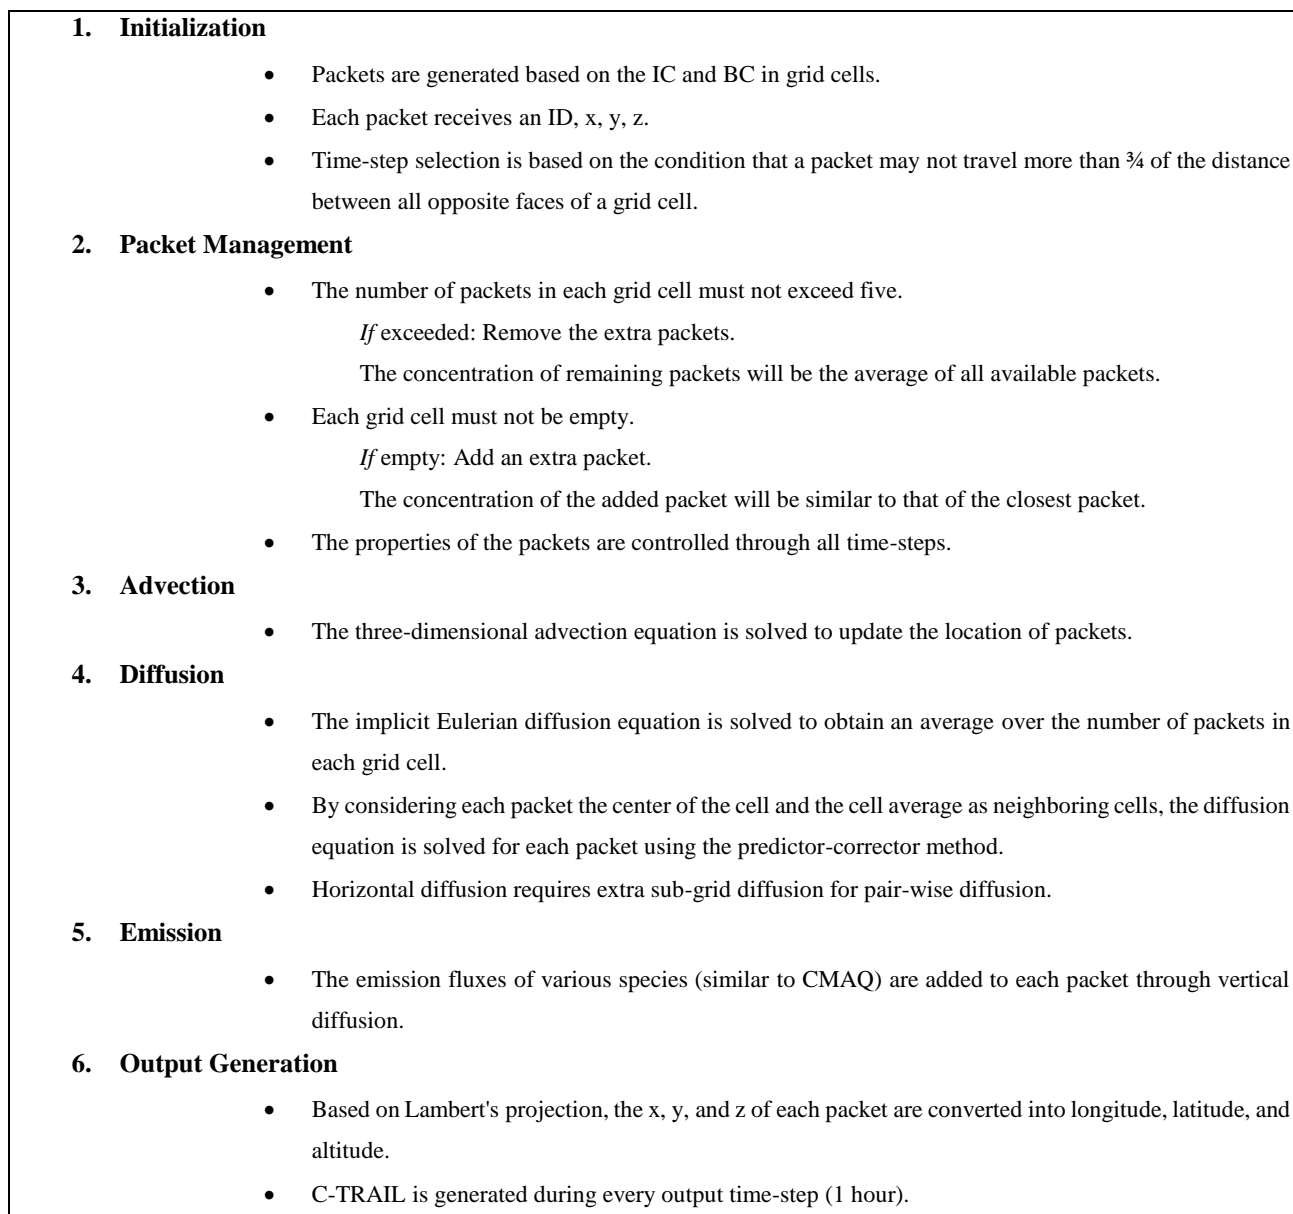 1. Initialization
• Packets are generated based on the IC and BC in grid cells.
• Each packet receives an ID, x, y, z.
• Time-step selection is based on the condition that a packet may not travel more than ¾ of the distance
between all opposite faces of a grid cell.
2. Packet Management
• The number of packets in each grid cell must not exceed five.
If exceeded: Remove the extra packets.
The concentration of remaining packets will be the average of all available packets.
• Each grid cell must not be empty.
If empty: Add an extra packet.
The concentration of the added packet will be similar to that of the closest packet.
• The properties of the packets are controlled through all time-steps.
3. Advection
• The three-dimensional advection equation is solved to update the location of packets.
4. Diffusion
• The implicit Eulerian diffusion equation is solved to obtain an average over the number of packets in
each grid cell.
• By considering each packet the center of the cell and the cell average as neighboring cells, the diffusion
equation is solved for each packet using the predictor-corrector method.
• Horizontal diffusion requires extra sub-grid diffusion for pair-wise diffusion.
5. Emission
• The emission fluxes of various species (similar to CMAQ) are added to each packet through vertical
diffusion.
6. Output Generation
• Based on Lambert's projection, the x, y, and z of each packet are converted into longitude, latitude, and
altitude.
• C-TRAIL is generated during every output time-step (1 hour).